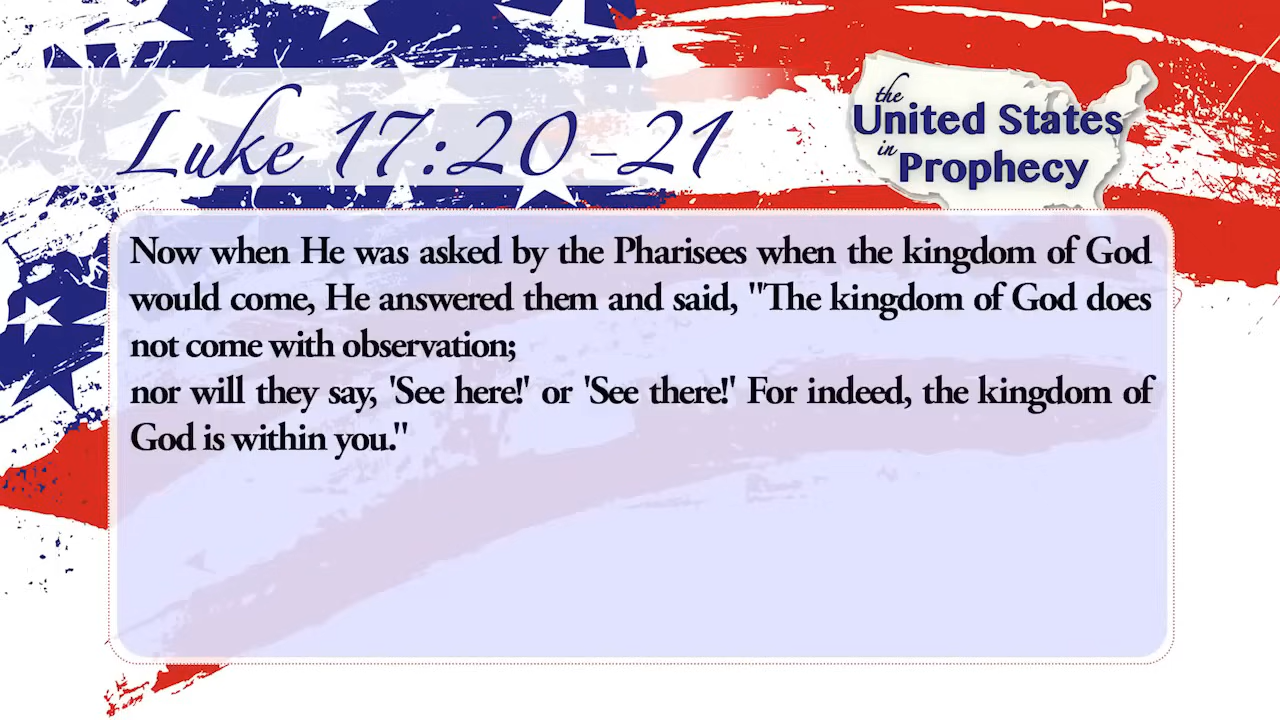 Luke 17:20-21
the
United States
in
Prophecy
Now when He was asked by the Pharisees when the kingdom of God
would come, He answered them and said, "The kingdom of God does
not come with observation;
nor will they say, 'See here!' or 'See there!' For indeed, the kingdom of
God is within you."